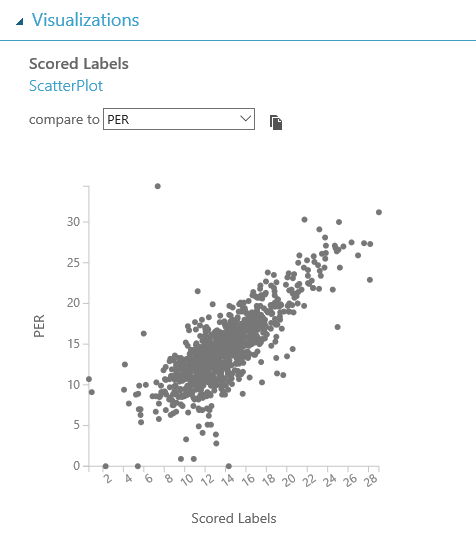 Visualizations
Scored Labels
ScatterPlot
compare to PER
30
25
20
15
10
5
0
PER
2 4 6 8 10 12 14 16 18 20 22 24 26 28
Scored Labels